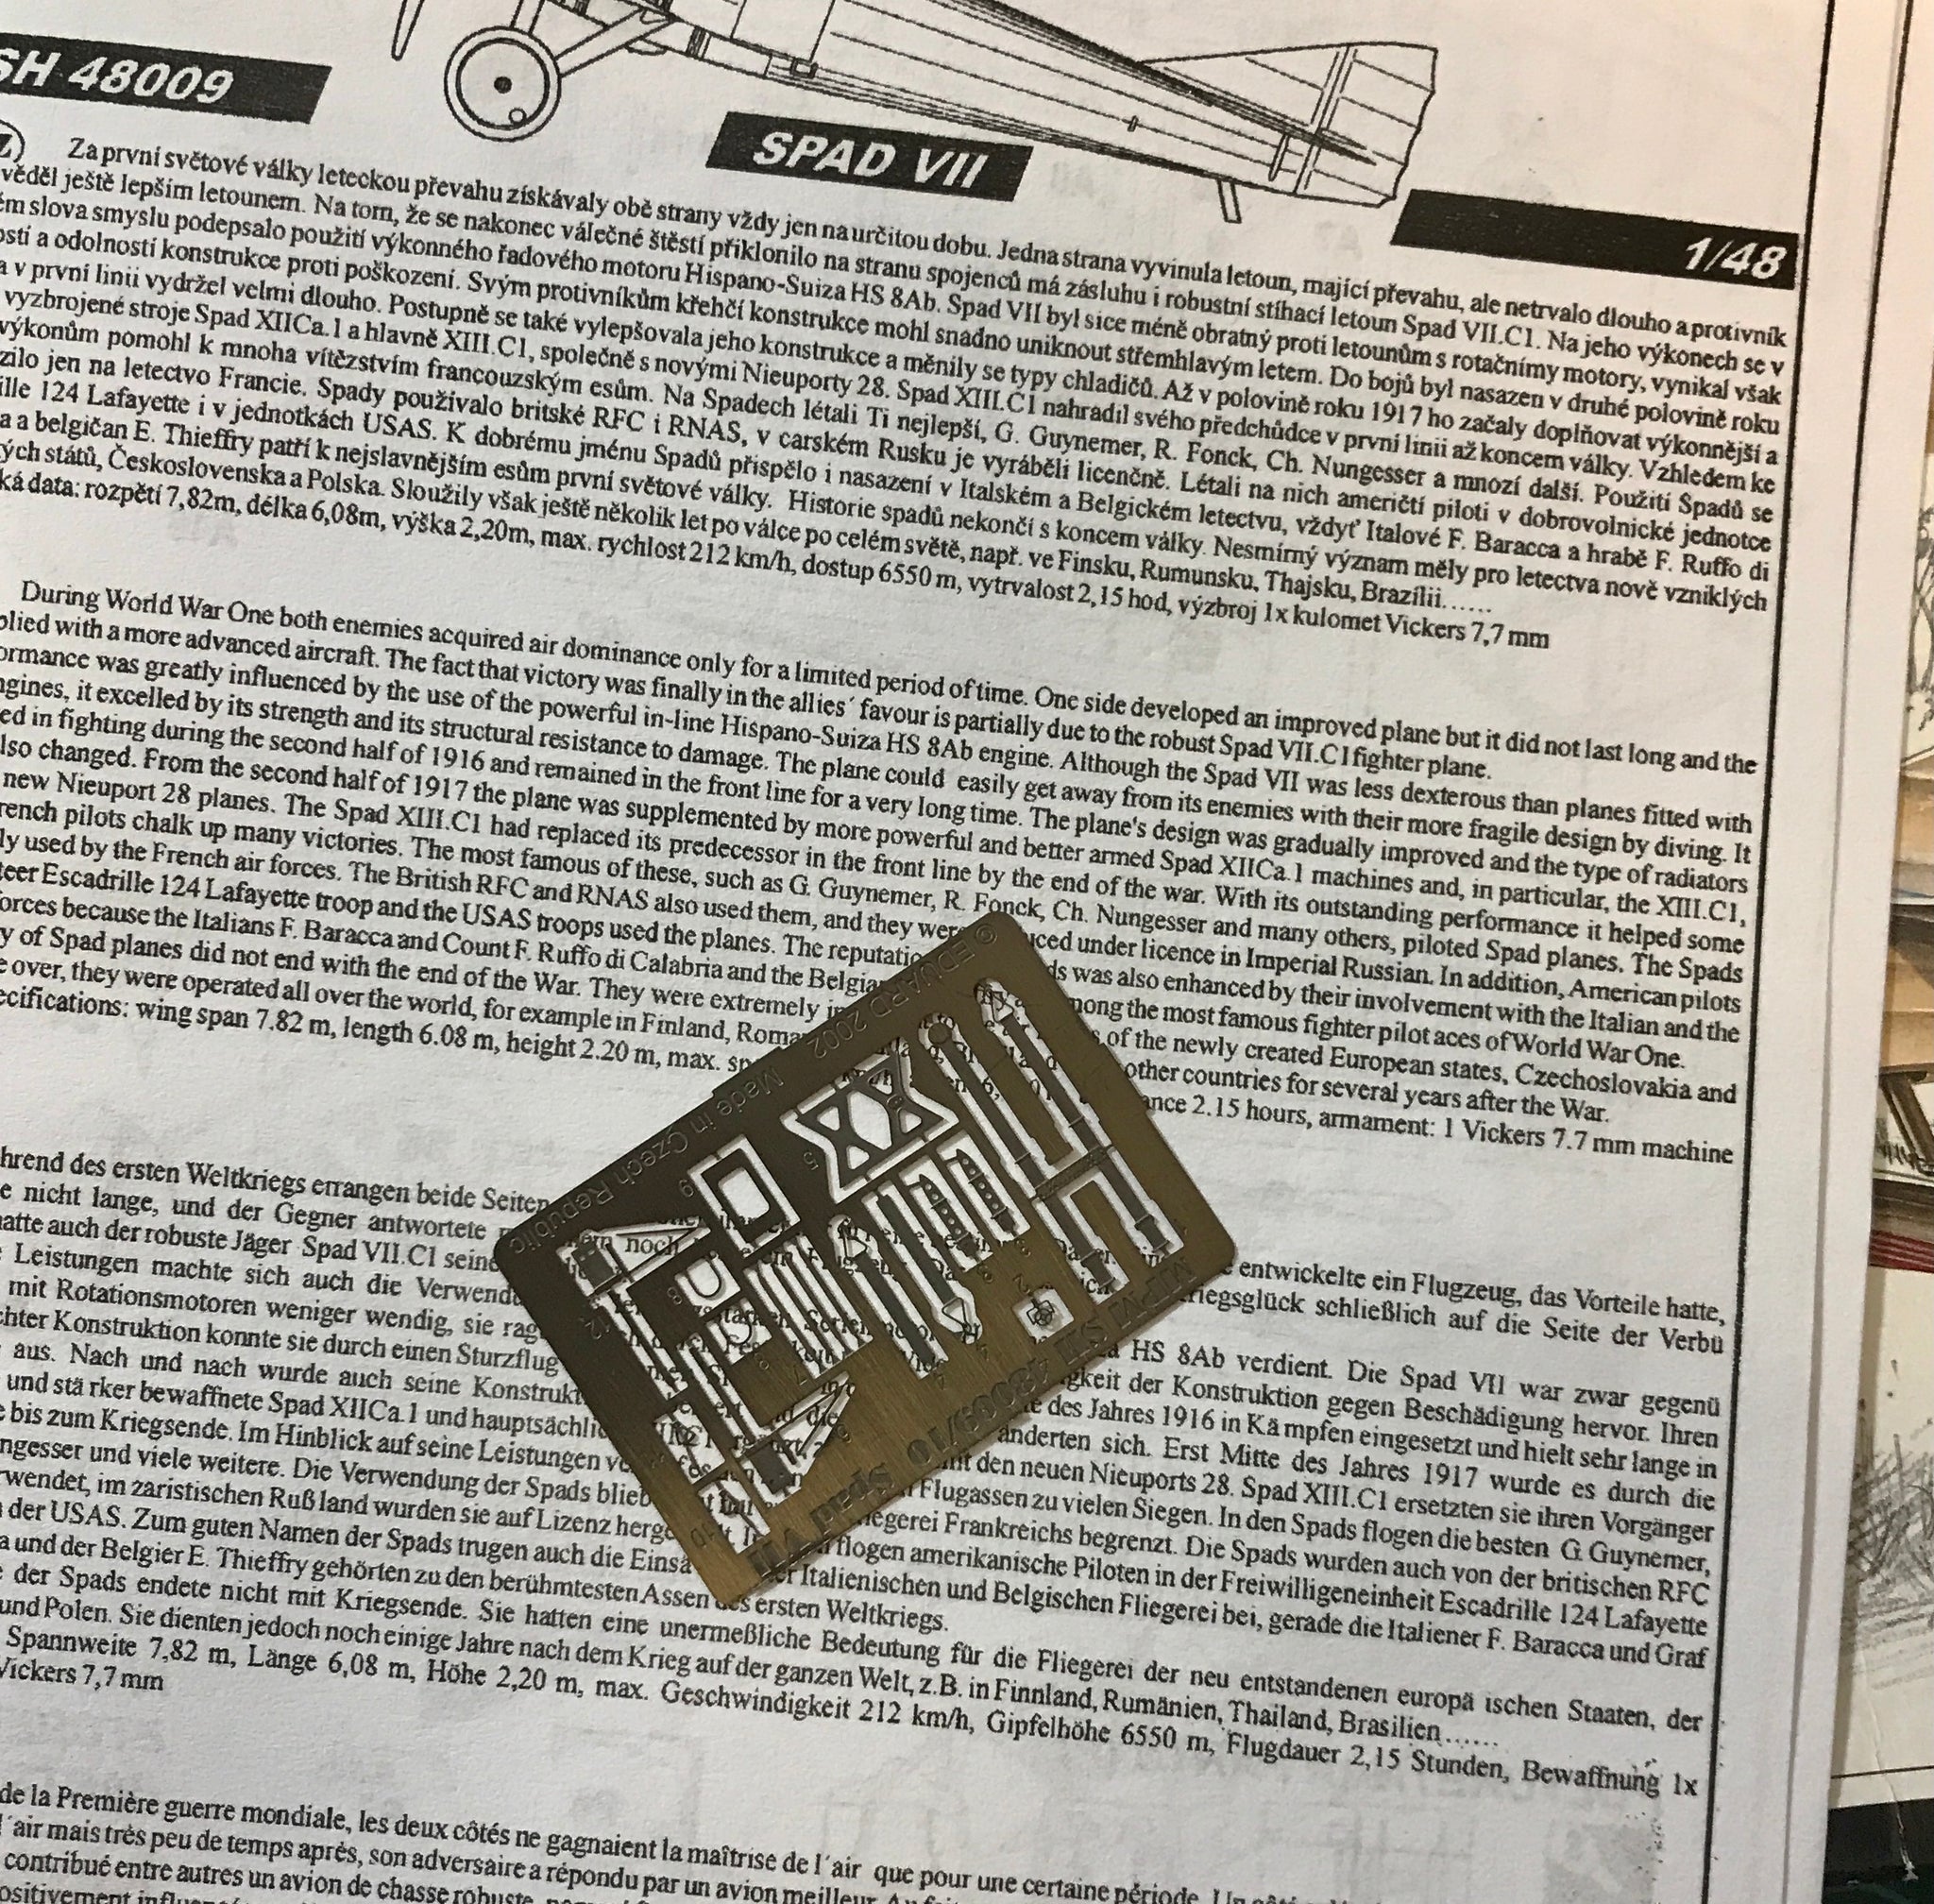 SH 48009
SPAD VII
1/48
Za první světové války leteckou převahu získávaly obě strany vždy jen na určitou dobu. Jedna strana vyvinula letoun, mající převahu, ale netrvalo dlouho a protivník
věděl ještě lepším letounem. Na tom, že se nakonec válečné štěstí přiklonilo na stranu spojenců má zásluhu i robustní stíhací letoun Spad VII.C1. Na jeho výkonech se v
slova smyslu podepsalo použití výkonného řadového motoru Hispano-Suiza HS 8Ab. Spad VII byl sice méně obratný proti letounům s rotačnímy motory, vynikal však
a odolností konstrukce proti poškození. Svým protivníkům křehčí konstrukce mohl snadno uniknout střemhlavým letem. Do bojů byl nasazen v druhé polovině roku
a v první linii vydržel velmi dlouho. Postupně se také vylepšovala jeho konstrukce a měnily se typy chladičů. Až v polovině roku 1917 ho začaly doplňovat výkonnější a
vyzbrojené stroje Spad XIICa.1 a hlavně XIII.C1, společně s novými Nieuporty 28. Spad XIII.C1 nahradil svého předchůdce v první linii až koncem války. Vzhledem ke
výkonům pomohl k mnoha vítězstvím francouzským esům. Na Spadech létali Ti nejlepší, G. Guynemer, R. Fonck, Ch. Nungesser a mnozí další. Použití Spadů se
zilo jen na letectvo Francie. Spady používalo britské RFC i RNAS, v carském Rusku je vyráběli licenčně. Létali na nich američtí piloti v dobrovolnické jednotce
ille 124 Lafayette i v jednotkách USAS. K dobrému jménu Spadů přispělo i nasazení v Italském a Belgickém letectvu, vždyť Italové F. Baracca a hrabě F. Ruffo di
a a belgičan E. Thieffry patří k nejslavnějším esům první světové války. Historie spadů nekončí s koncem války. Nesmírný význam měly pro letectva nově vzniklých
ých států, Československa a Polska. Sloužily však ještě několik let po válce po celém světě, např. ve Finsku, Rumunsku, Thajsku, Brazílii......
ká data: rozpětí 7,82m, délka 6,08m, výška 2,20m, max. rychlost 212 km/h, dostup 6550 m, vytrvalost 2,15 hod, výzbroj 1x kulomet Vickers 7,7 mm
During World War One both enemies acquired air dominance only for a limited period of time. One side developed an improved plane but it did not last long and the
plied with a more advanced aircraft. The fact that victory was finally in the allies´ favour is partially due to the robust Spad VII.C1 fighter plane.
ormance was greatly influenced by the use of the powerful in-line Hispano-Suiza HS 8Ab engine. Although the Spad VII was less dexterous than planes fitted with
ngines, it excelled by its strength and its structural resistance to damage. The plane could easily get away from its enemies with their more fragile design by diving. It
ed in fighting during the second half of 1916 and remained in the front line for a very long time. The plane's design was gradually improved and the type of radiators
lso changed. From the second half of 1917 the plane was supplemented by more powerful and better armed Spad XIICa.1 machines and, in particular, the XIII.C1,
new Nieuport 28 planes. The Spad XIII.C1 had replaced its predecessor in the front line by the end of the war. With its outstanding performance it helped some
rench pilots chalk up many victories. The most famous of these, such as G. Guynemer, R. Fonck, Ch. Nungesser and many others, piloted Spad planes. The Spads
ly used by the French air forces. The British RFC and RNAS also used them, and they were uced under licence in Imperial Russian. In addition, American pilots
teer Escadrille 124 Lafayette troop and the USAS troops used the planes. The reputatio ds was also enhanced by their involvement with the Italian and the
orces because the Italians F. Baracca and Count F. Ruffo di Calabria and the Belgia mong the most famous fighter pilot aces of World War One.
y of Spad planes did not end with the end of the War. They were extremely of the newly created European states, Czechoslovakia and
e over, they were operated all over the world, for example in Finland, Roma other countries for several years after the War.
ecifications: wing span 7.82 m, length 6.08 m, height 2.20 m, max. sp ance 2.15 hours, armament: 1 Vickers 7.7 mm machine
© EDUARD 2002
Made in Czech Republic
MPM SH 48009/10 Spad VII
hrend des ersten Weltkriegs errangen beide Seiten noch entwickelte ein Flugzeug, das Vorteile hatte,
e nicht lange, und der Gegner antwortete riegsglück schließlich auf die Seite der Verbü
hatte auch der robuste Jäger Spad VII.C1 seine HS 8Ab verdient. Die Spad VII war zwar gegenü
Leistungen machte sich auch die Verwend gkeit der Konstruktion gegen Beschädigung hervor. Ihren
mit Rotationsmotoren weniger wendig, sie rag des Jahres 1916 in Kämpfen eingesetzt und hielt sehr lange in
chter Konstruktion konnte sie durch einen Sturzflug änderten sich. Erst Mitte des Jahres 1917 wurde es durch die
aus. Nach und nach wurde auch seine Konstrukt mit den neuen Nieuports 28. Spad XIII.C1 ersetzten sie ihren Vorgänger
und stärker bewaffnete Spad XIICa.1 und hauptsächlic Flugassen zu vielen Siegen. In den Spads flogen die besten G. Guynemer,
e bis zum Kriegsende. Im Hinblick auf seine Leistungen iegerei Frankreichs begrenzt. Die Spads wurden auch von der britischen RFC
ngesser und viele weitere. Die Verwendung der Spads blieb flogen amerikanische Piloten in der Freiwilligeneinheit Escadrille 124 Lafayette
rwendet, im zaristischen Rußland wurden sie auf Lizenz herge er Italienischen und Belgischen Fliegerei bei, gerade die Italiener F. Baracca und Graf
der USAS. Zum guten Namen der Spads trugen auch die Einsä
a und der Belgier E. Thieffry gehörten zu den berühmtesten Assen des ersten Weltkriegs.
der Spads endete nicht mit Kriegsende. Sie hatten eine unermeßliche Bedeutung für die Fliegerei der neu entstandenen europäischen Staaten, der
und Polen. Sie dienten jedoch noch einige Jahre nach dem Krieg auf der ganzen Welt, z.B. in Finnland, Rumänien, Thailand, Brasilien......
Spannweite 7,82 m, Länge 6,08 m, Höhe 2,20 m, max. Geschwindigkeit 212 km/h, Gipfelhöhe 6550 m, Flugdauer 2,15 Stunden, Bewaffnung 1x
Vickers 7,7 mm
de la Première guerre mondiale, les deux côtés ne gagnaient la maîtrise de l´air que pour une certaine période. Un côté
l´air mais très peu de temps après, son adversaire a répondu par un avion meilleur.
contribué entre autres un avion de chasse robuste,